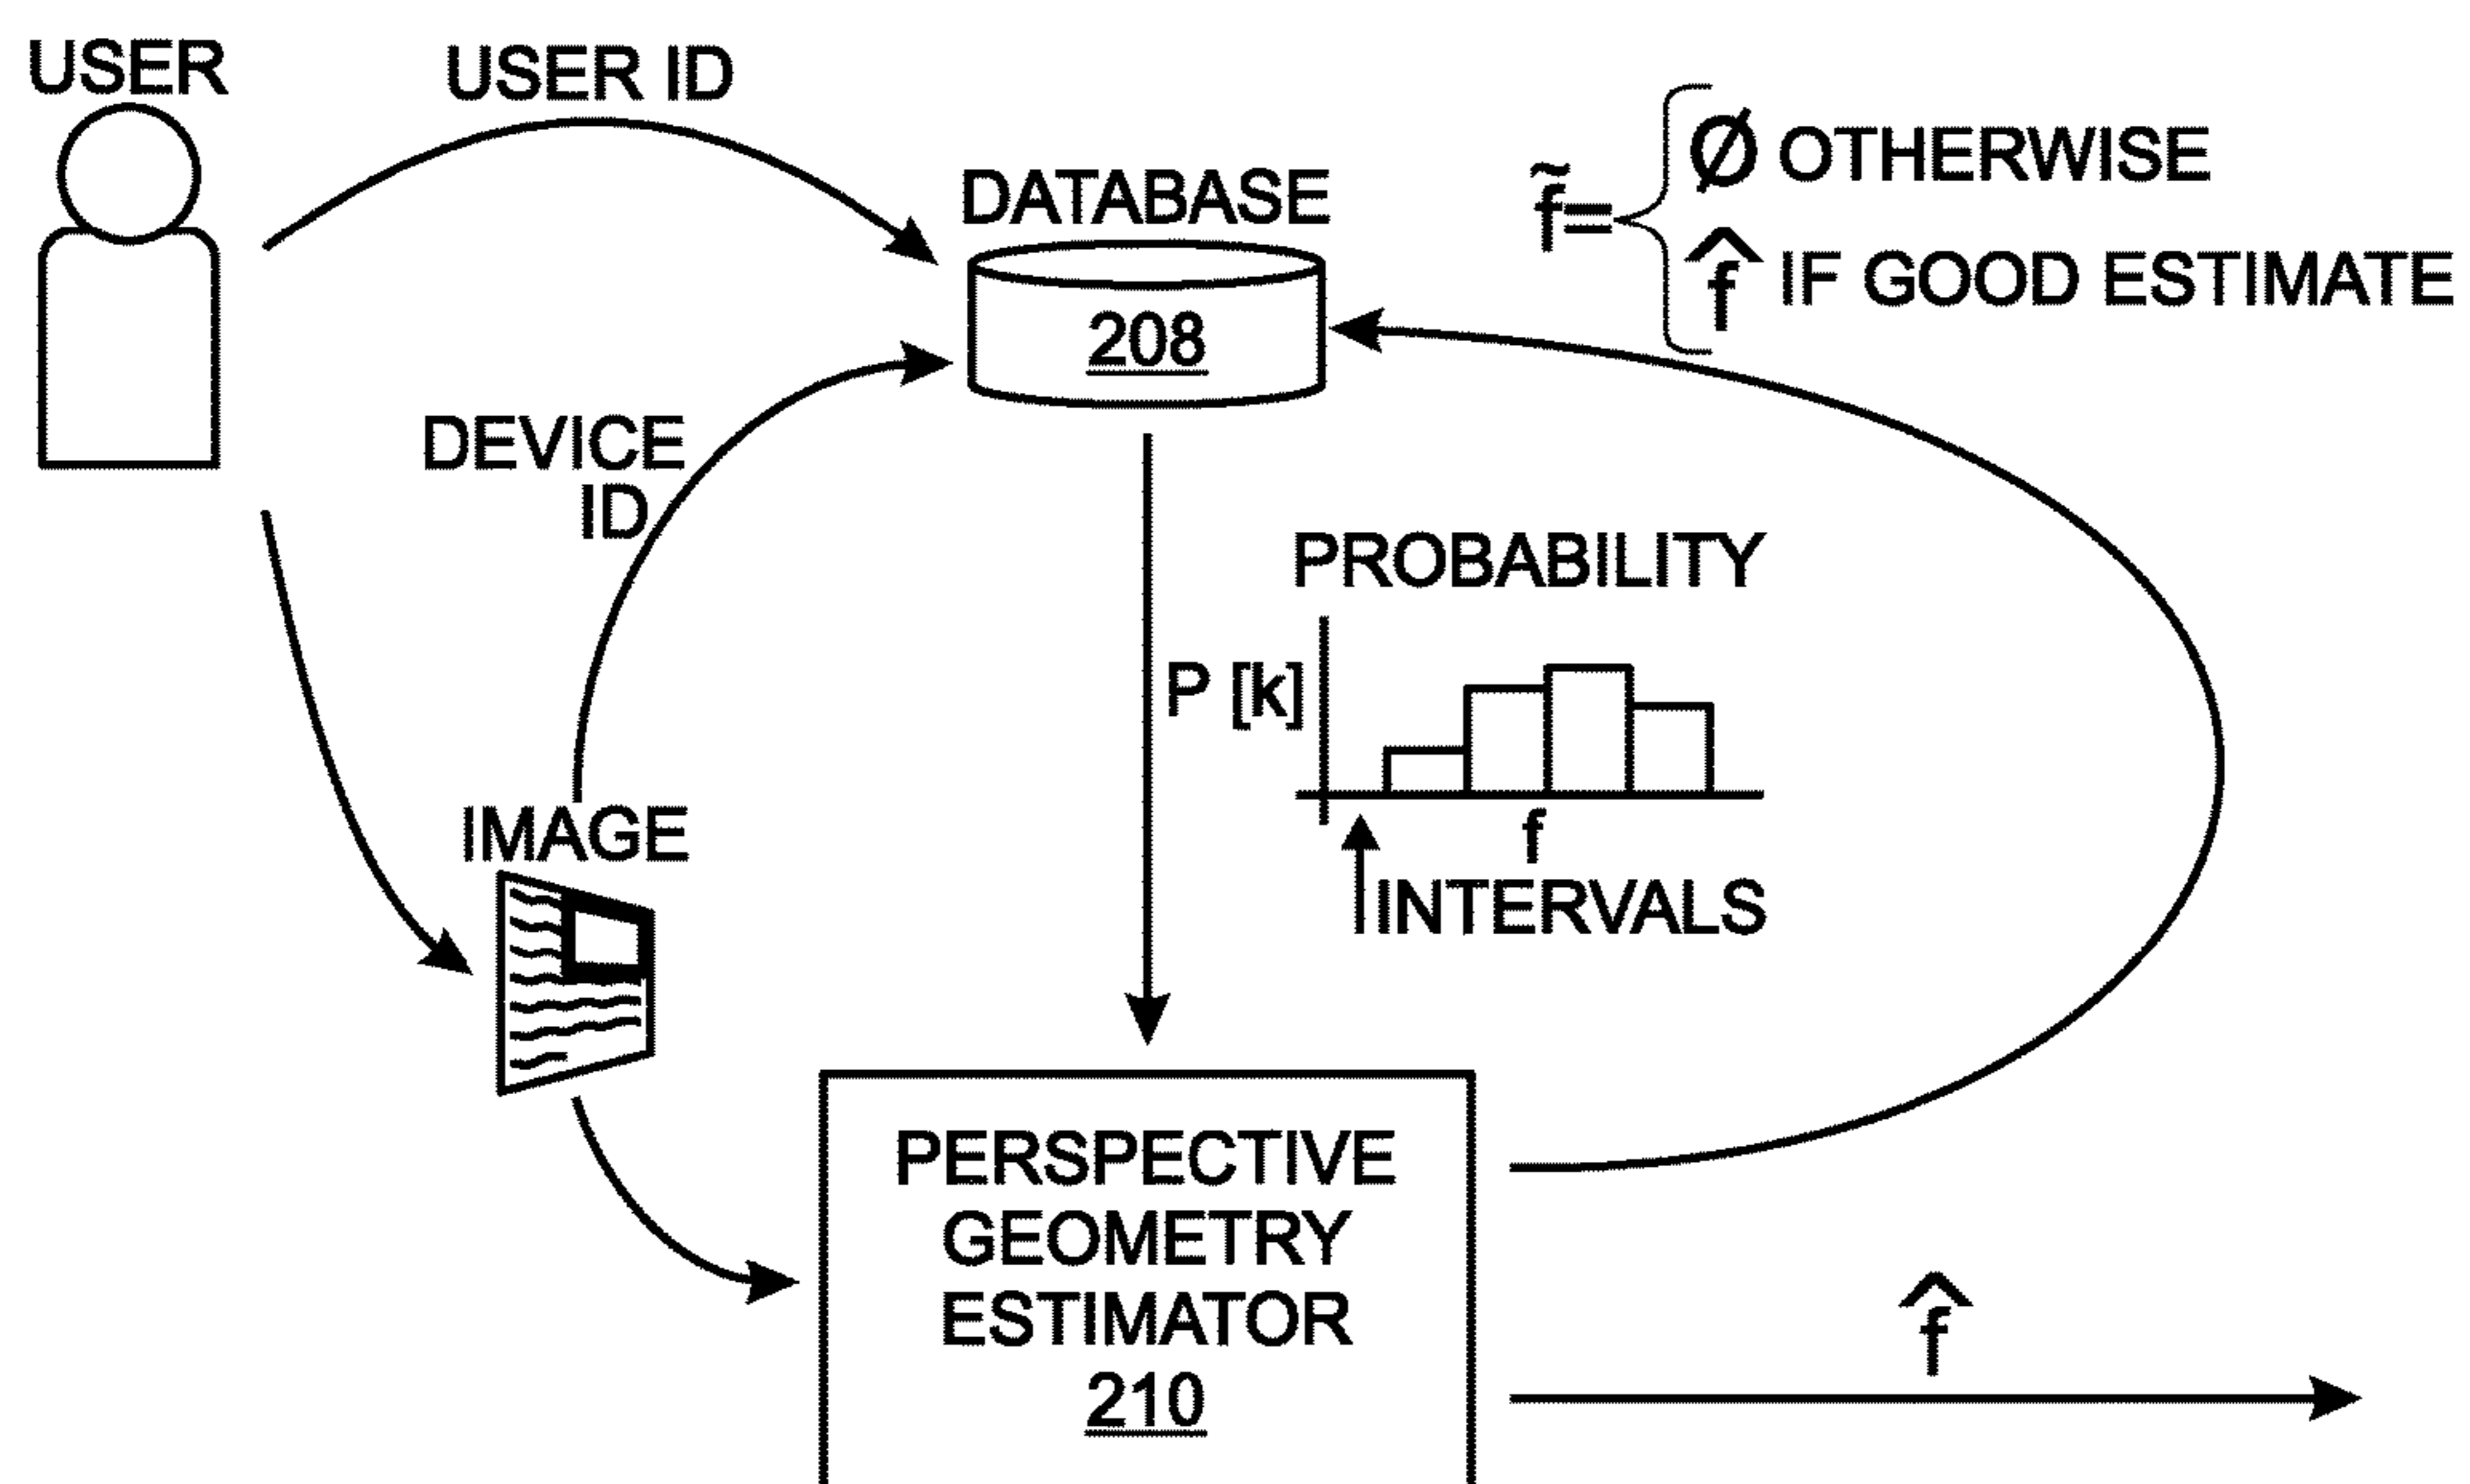 USER
USER ID
DATABASE
208
f̃=
Ø OTHERWISE
f̂ IF GOOD ESTIMATE
DEVICE
ID
PROBABILITY
P [k]
f
INTERVALS
IMAGE
PERSPECTIVE
GEOMETRY
ESTIMATOR
210
f̂